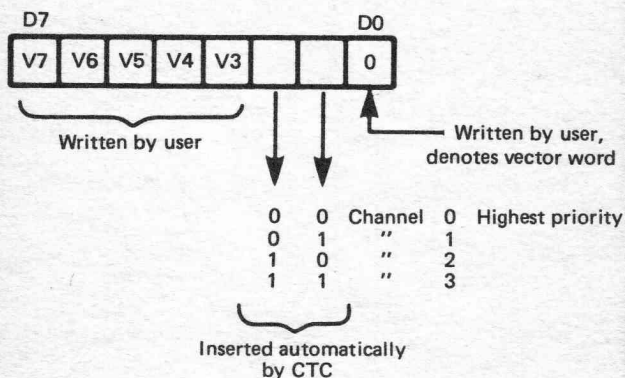 D7 D0
V7 V6 V5 V4 V3 0
Written by user
Written by user,
denotes vector word
0 0 Channel 0 Highest priority
0 1 " 1
1 0 " 2
1 1 " 3
Inserted automatically
by CTC